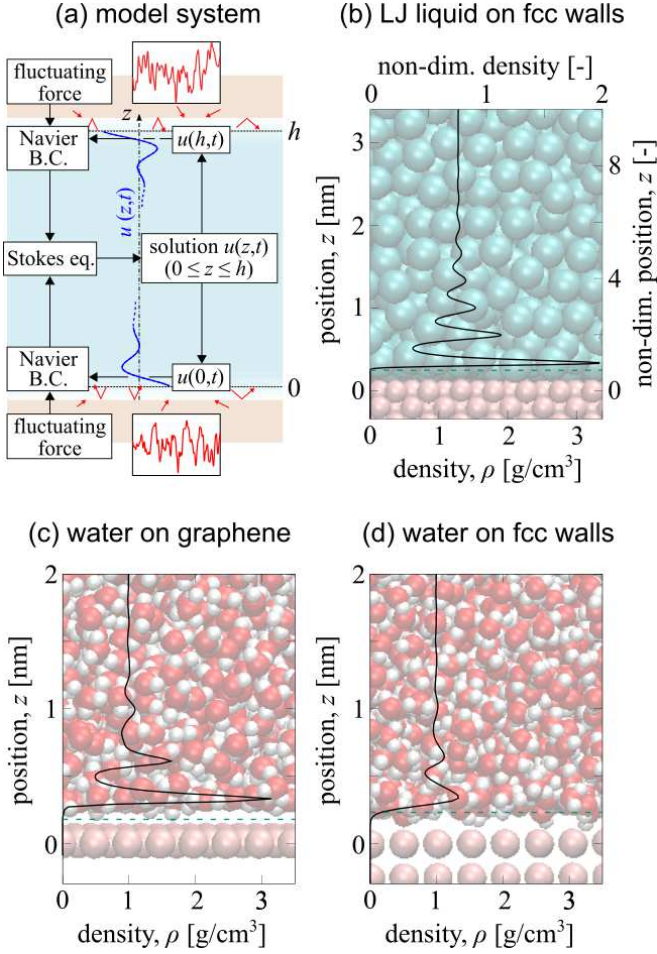 (a) model system
fluctuating
force
z
h
Navier
B.C.
u(h,t)
u(z,t)
Stokes eq.
solution u(z,t)
(0 ≤ z ≤ h)
Navier
B.C.
u(0,t)
0
fluctuating
force
(b) LJ liquid on fcc walls
non-dim. density [-]
0 1 2
position, z [nm]
3
2
1
0
non-dim. position, z [-]
8
4
0
0 1 2 3
density, ρ [g/cm³]
(c) water on graphene
position, z [nm]
2
1
0
0 1 2 3
density, ρ [g/cm³]
(d) water on fcc walls
position, z [nm]
2
1
0
0 1 2 3
density, ρ [g/cm³]